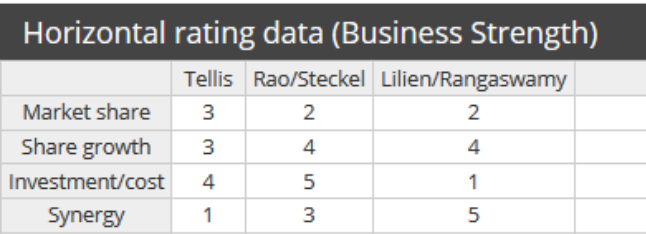 Horizontal rating data (Business Strength)
Tellis Rao/Steckel Lilien/Rangaswamy
Market share 3 2 2
Share growth 3 4 4
Investment/cost 4 5 1
Synergy 1 3 5